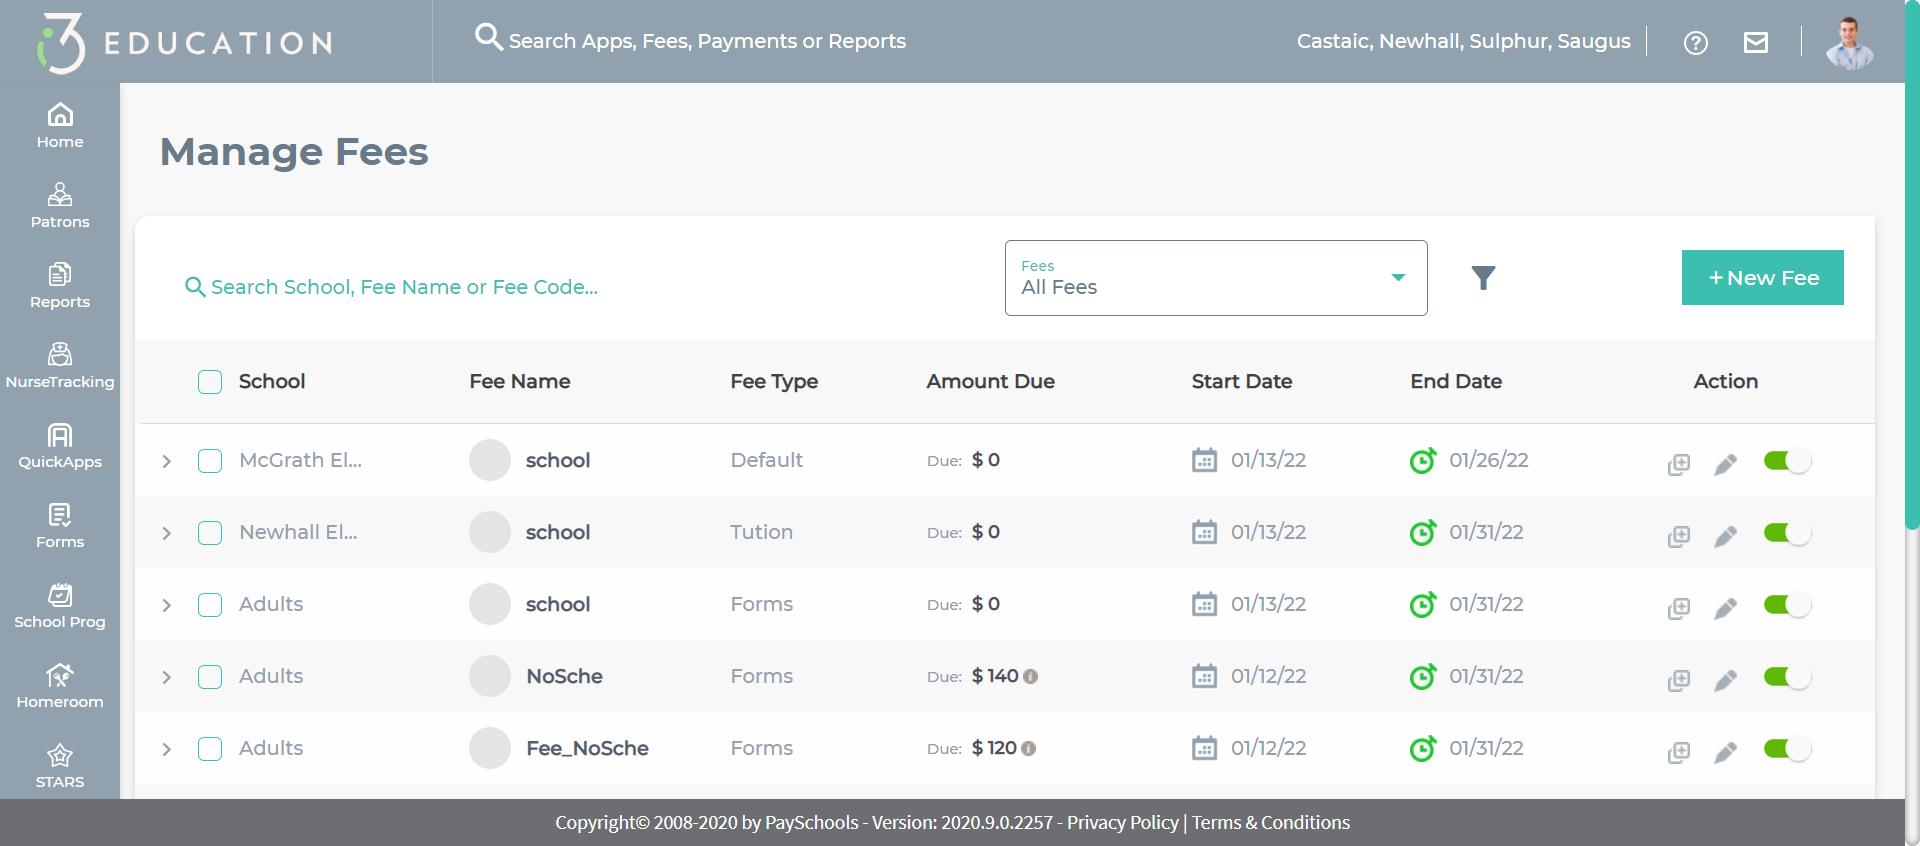 i3 EDUCATION
Search Apps, Fees, Payments or Reports
Castaic, Newhall, Sulphur, Saugus
Home
Patrons
Reports
NurseTracking
QuickApps
Forms
School Prog
Homeroom
STARS
Manage Fees
Search School, Fee Name or Fee Code...
Fees
All Fees
+ New Fee
School Fee Name Fee Type Amount Due Start Date End Date Action
McGrath El... school Default Due: $ 0 01/13/22 01/26/22
Newhall El... school Tution Due: $ 0 01/13/22 01/31/22
Adults school Forms Due: $ 0 01/13/22 01/31/22
Adults NoSche Forms Due: $ 140 01/12/22 01/31/22
Adults Fee_NoSche Forms Due: $ 120 01/12/22 01/31/22
Copyright© 2008-2020 by PaySchools - Version: 2020.9.0.2257 - Privacy Policy | Terms & Conditions